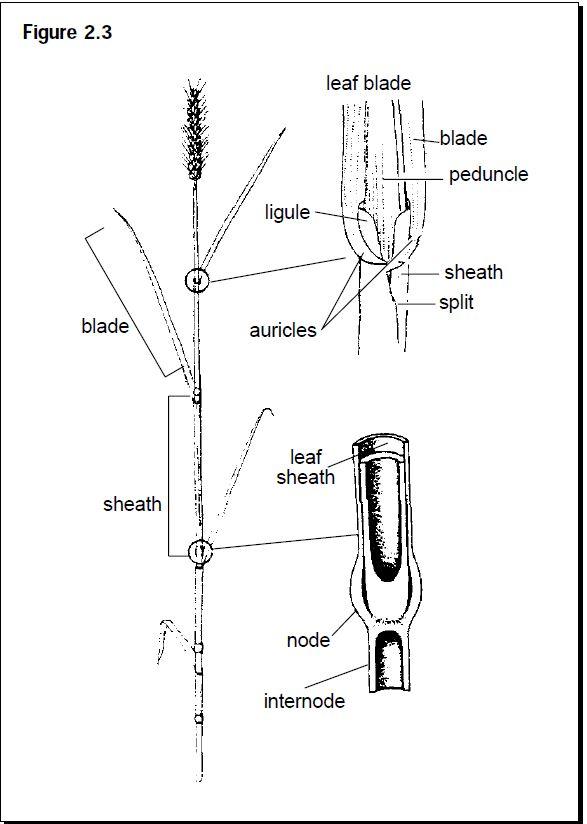 Figure 2.3
leaf blade
blade
peduncle
ligule
sheath
split
auricles
blade
leaf
sheath
sheath
node
internode